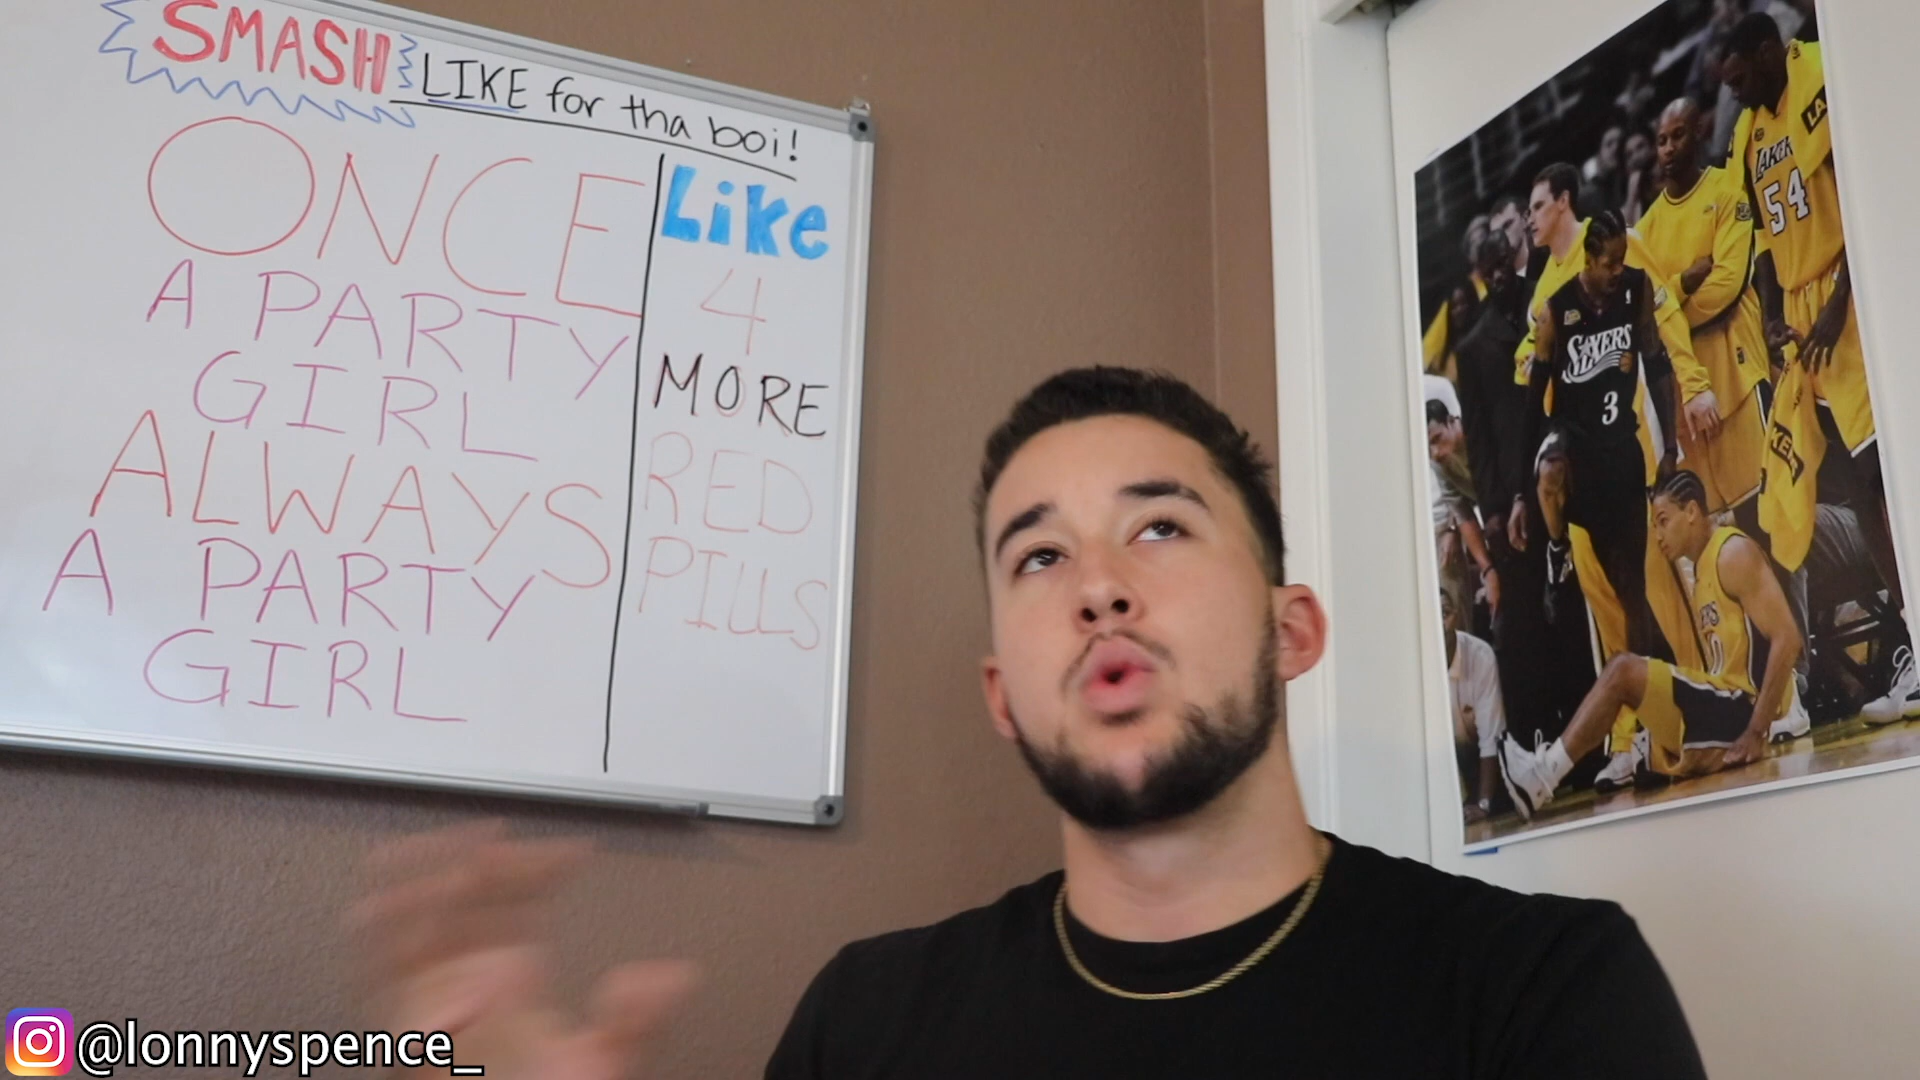 SMASH LIKE for tha boi!
ONCE
A PARTY
GIRL
ALWAYS
A PARTY
GIRL
Like
4
MORE
RED
PILLS
LAKERS
54
LA
SIXERS
3
@lonnyspence_